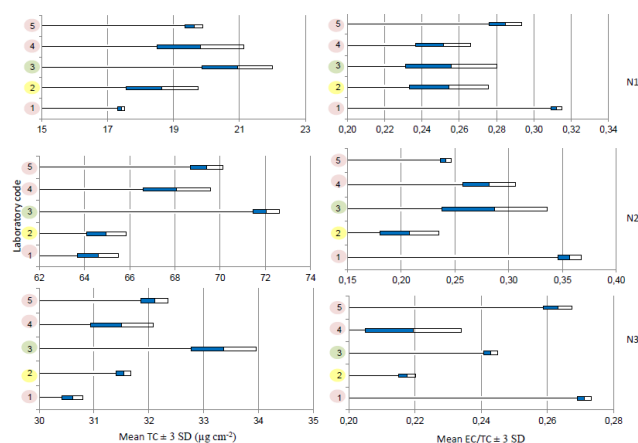 5
4
3
2
1
15 17 19 21 23
5
4
3
2
1
0,20 0,22 0,24 0,26 0,28 0,30 0,32 0,34
N1
Laboratory code
5
4
3
2
1
62 64 66 68 70 72 74
5
4
3
2
1
0,15 0,20 0,25 0,30 0,35 0,40
N2
5
4
3
2
1
30 31 32 33 34 35
Mean TC ± 3 SD (µg cm⁻²)
5
4
3
2
1
0,20 0,22 0,24 0,26 0,28
Mean EC/TC ± 3 SD
N3